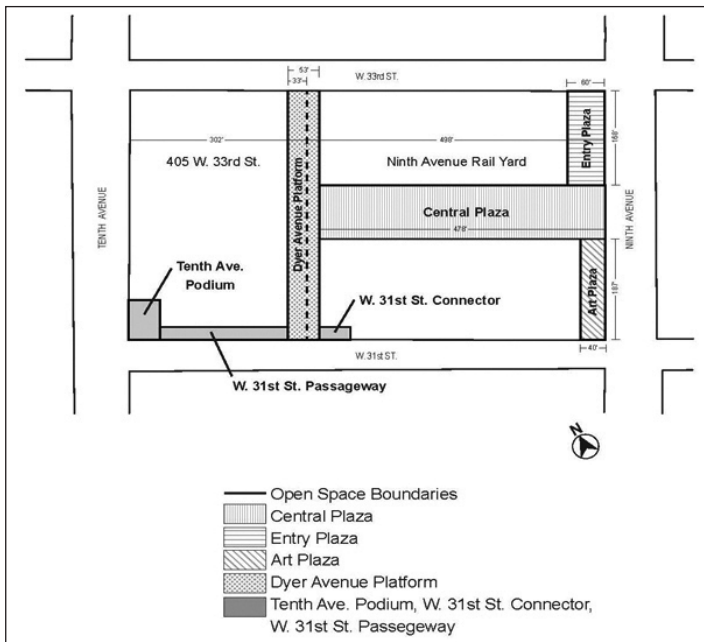 53'
33'
W. 33rd ST.
60'
302'
498'
405 W. 33rd St.
Ninth Avenue Rail Yard
Entry Plaza
Dyer Avenue Platform
TENTH AVENUE
Central Plaza
478'
NINTH AVENUE
Tenth Ave.
Podium
W. 31st St. Connector
Art Plaza
40'
W. 31st ST.
W. 31st St. Passageway
N
Open Space Boundaries
Central Plaza
Entry Plaza
Art Plaza
Dyer Avenue Platform
Tenth Ave. Podium, W. 31st St. Connector,
W. 31st St. Passegeway